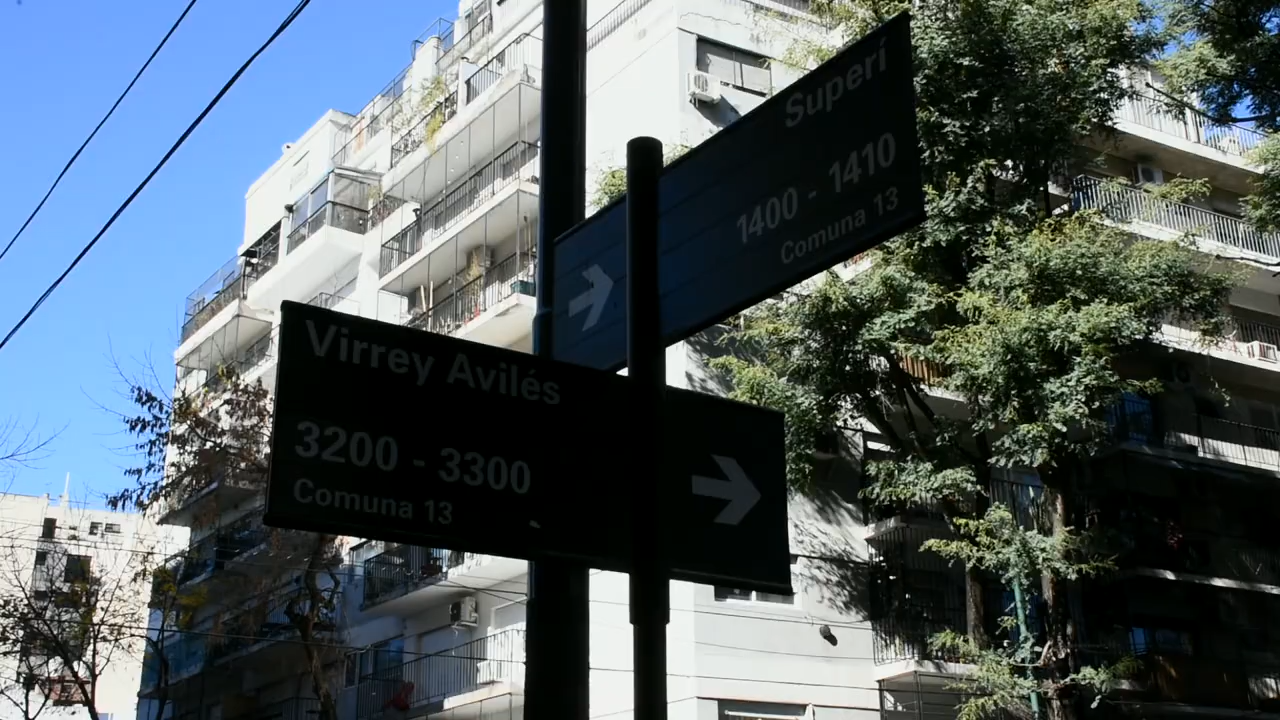 Superí
1400 - 1410
Comuna 13
Virrey Avilés
3200 - 3300
Comuna 13